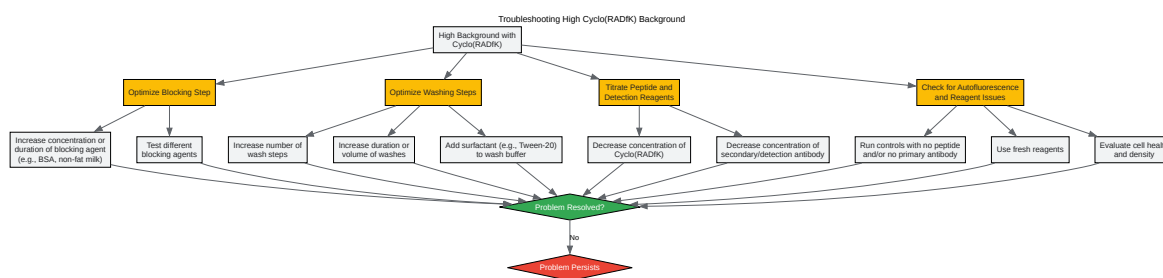 Troubleshooting High Cyclo(RADfK) Background
High Background with
Cyclo(RADfK)
Optimize Blocking Step
Optimize Washing Steps
Titrate Peptide and
Detection Reagents
Check for Autofluorescence
and Reagent Issues
Increase concentration or
duration of blocking agent
(e.g., BSA, non-fat milk)
Test different
blocking agents
Increase number of
wash steps
Increase duration or
volume of washes
Add surfactant (e.g., Tween-20)
to wash buffer
Decrease concentration of
Cyclo(RADfK)
Decrease concentration of
secondary/detection antibody
Run controls with no peptide
and/or no primary antibody
Use fresh reagents
Evaluate cell healt
and density
Problem Resolved?
No
Problem Persists